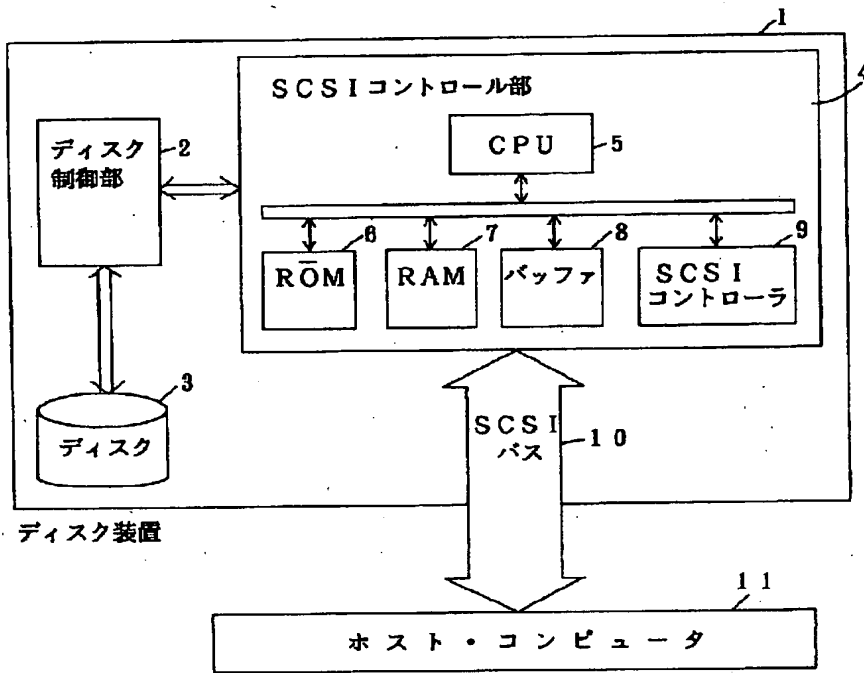 1
4
SCSIコントロール部
ディスク
制御部
2
CPU
5
6
7
8
9
ROM
RAM
バッファ
SCSI
コントローラ
3
ディスク
SCSI
バス
10
ディスク装置
11
ホスト・コンピュータ